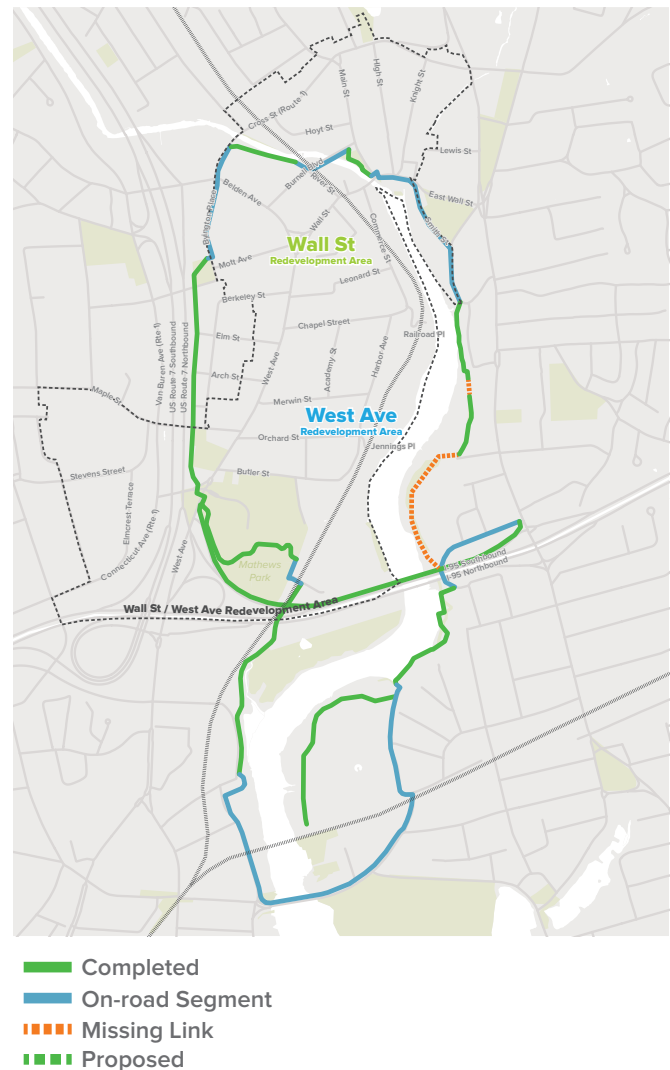 Main St
High St
Knight St
Cross St (Route 1)
Hoyt St
Lewis St
Burnell Blvd
River St
Belden Ave
East Wall St
Byington Place
Wall St
Commerce St
Smith St
Wall St
Redevelopment Area
Mott Ave
Leonard St
Berkeley St
Chapel Street
Railroad Pl
Elm St
Van Buren Ave (Rte 1)
US Route 7 Southbound
US Route 7 Northbound
West Ave
Academy St
Harbor Ave
Arch St
Maple St
Merwin St
West Ave
Redevelopment Area
Orchard St
Jennings Pl
Stevens Street
Butler St
Elmcrest Terrace
Connecticut Ave (Rte 1)
West Ave
Mathews
Park
I-95 Southbound
I-95 Northbound
Wall St / West Ave Redevelopment Area
Completed
On-road Segment
Missing Link
Proposed